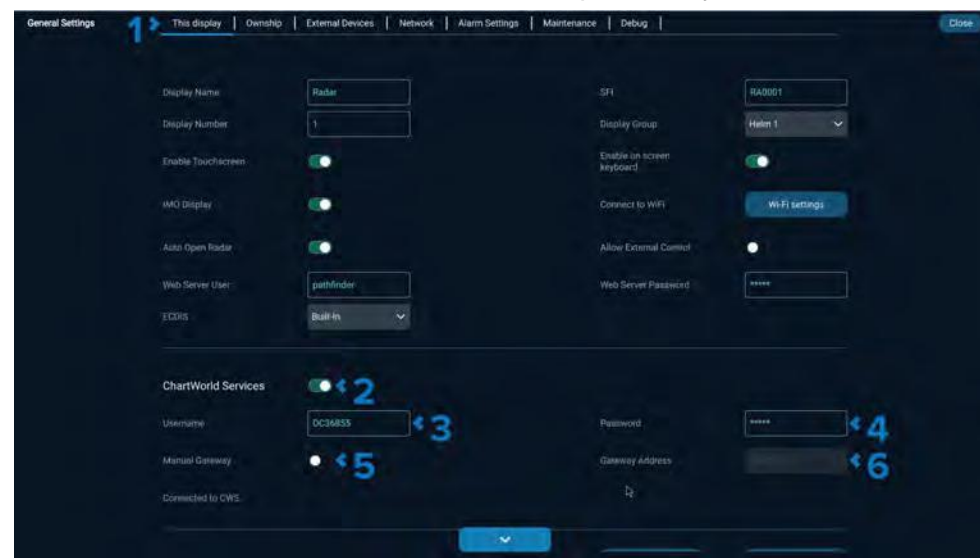 General Settings
1 This display | Ownship | External Devices | Network | Alarm Settings | Maintenance | Debug |
Close
Display Name Radar SFI RA0001
Display Number 1 Display Group Helm 1
Enable Touchscreen Enable on screen
keyboard
IMO Display Connect to WiFi Wi-Fi settings
Auto Open Radar Allow External Control
Web Server User pathfinder Web Server Password *****
ECDIS Built-In
ChartWorld Services 2
Username DC36855 3 Password ***** 4
Manual Gateway 5 Gateway Address 6
Connected to CWS